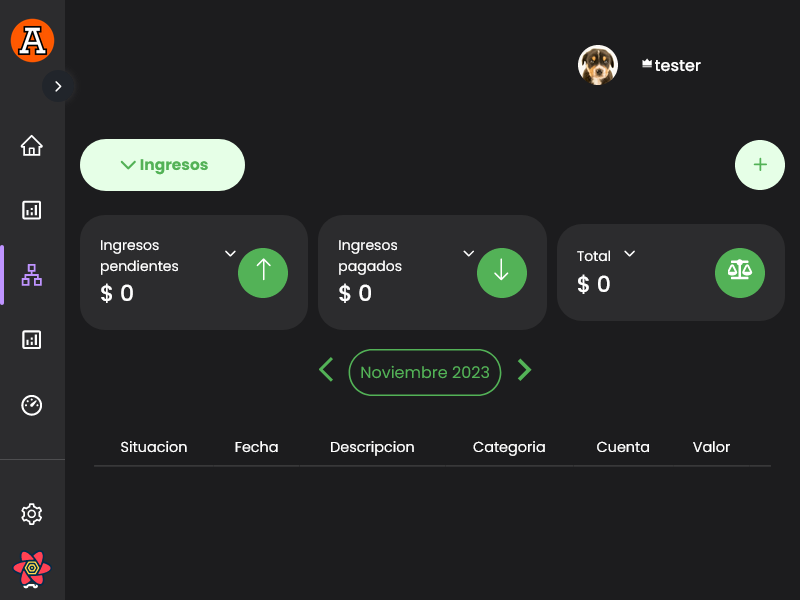 A
tester
Ingresos
+
Ingresos
pendientes
$ 0
Ingresos
pagados
$ 0
Total
$ 0
Noviembre 2023
Situacion Fecha Descripcion Categoria Cuenta Valor